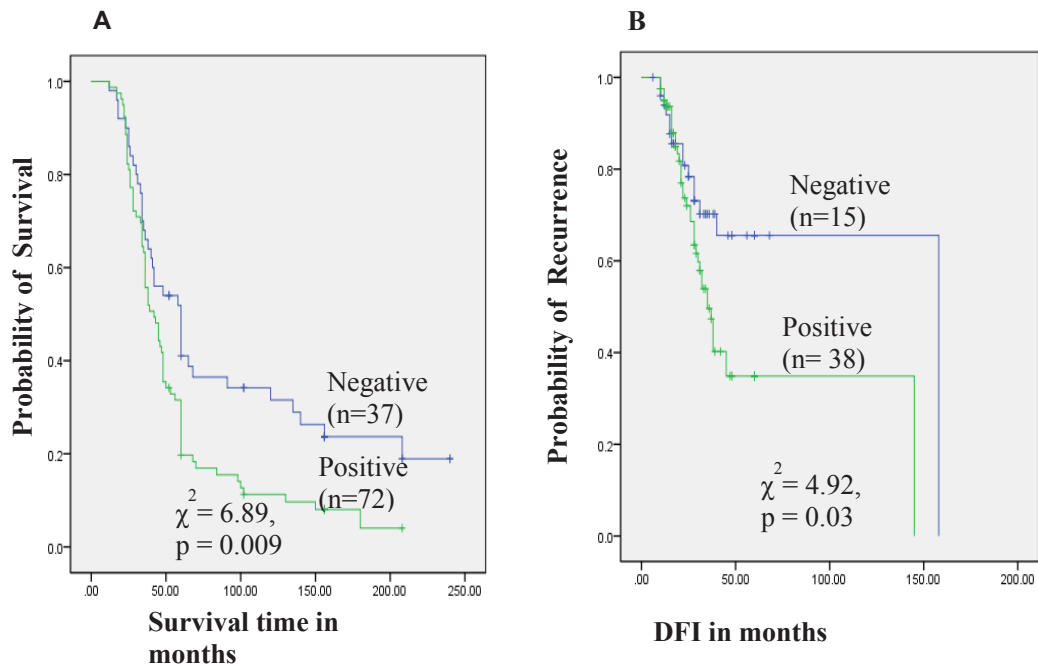 A
Probability of Survival
1.0
0.8
0.6
0.4
0.2
0.0
Negative
(n=37)
Positive
(n=72)
χ² = 6.89,
p = 0.009
.00 50.00 100.00 150.00 200.00 250.00
Survival time in
months
B
Probability of Recurrence
1.0
0.8
0.6
0.4
0.2
0.0
Negative
(n=15)
Positive
(n= 38)
χ² = 4.92,
p = 0.03
.00 50.00 100.00 150.00 200.00
DFI in months